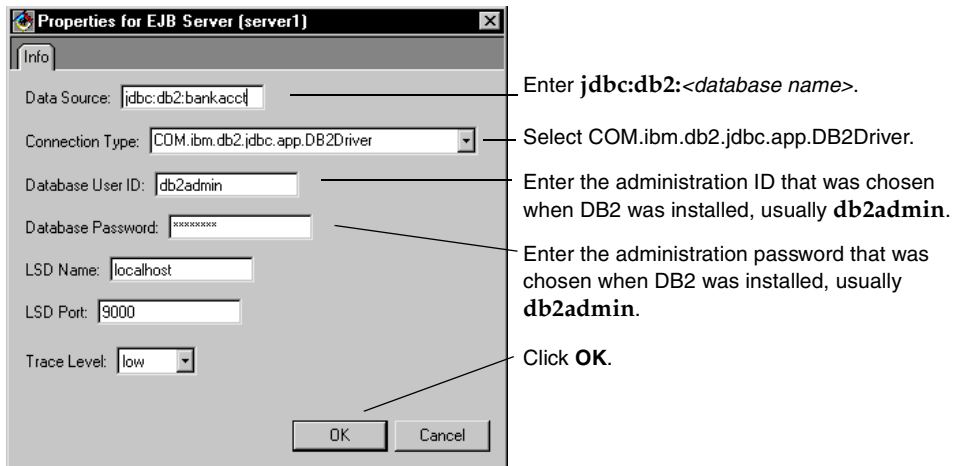 Properties for EJB Server (server1)
Info
Data Source: jdbc:db2:bankacct
Enter jdbc:db2:<database name>.
Connection Type: COM.ibm.db2.jdbc.app.DB2Driver
Select COM.ibm.db2.jdbc.app.DB2Driver.
Database User ID: db2admin
Enter the administration ID that was chosen
when DB2 was installed, usually db2admin.
Database Password: ********
Enter the administration password that was
chosen when DB2 was installed, usually
db2admin.
LSD Name: localhost
LSD Port: 9000
Trace Level: low
Click OK.
OK
Cancel